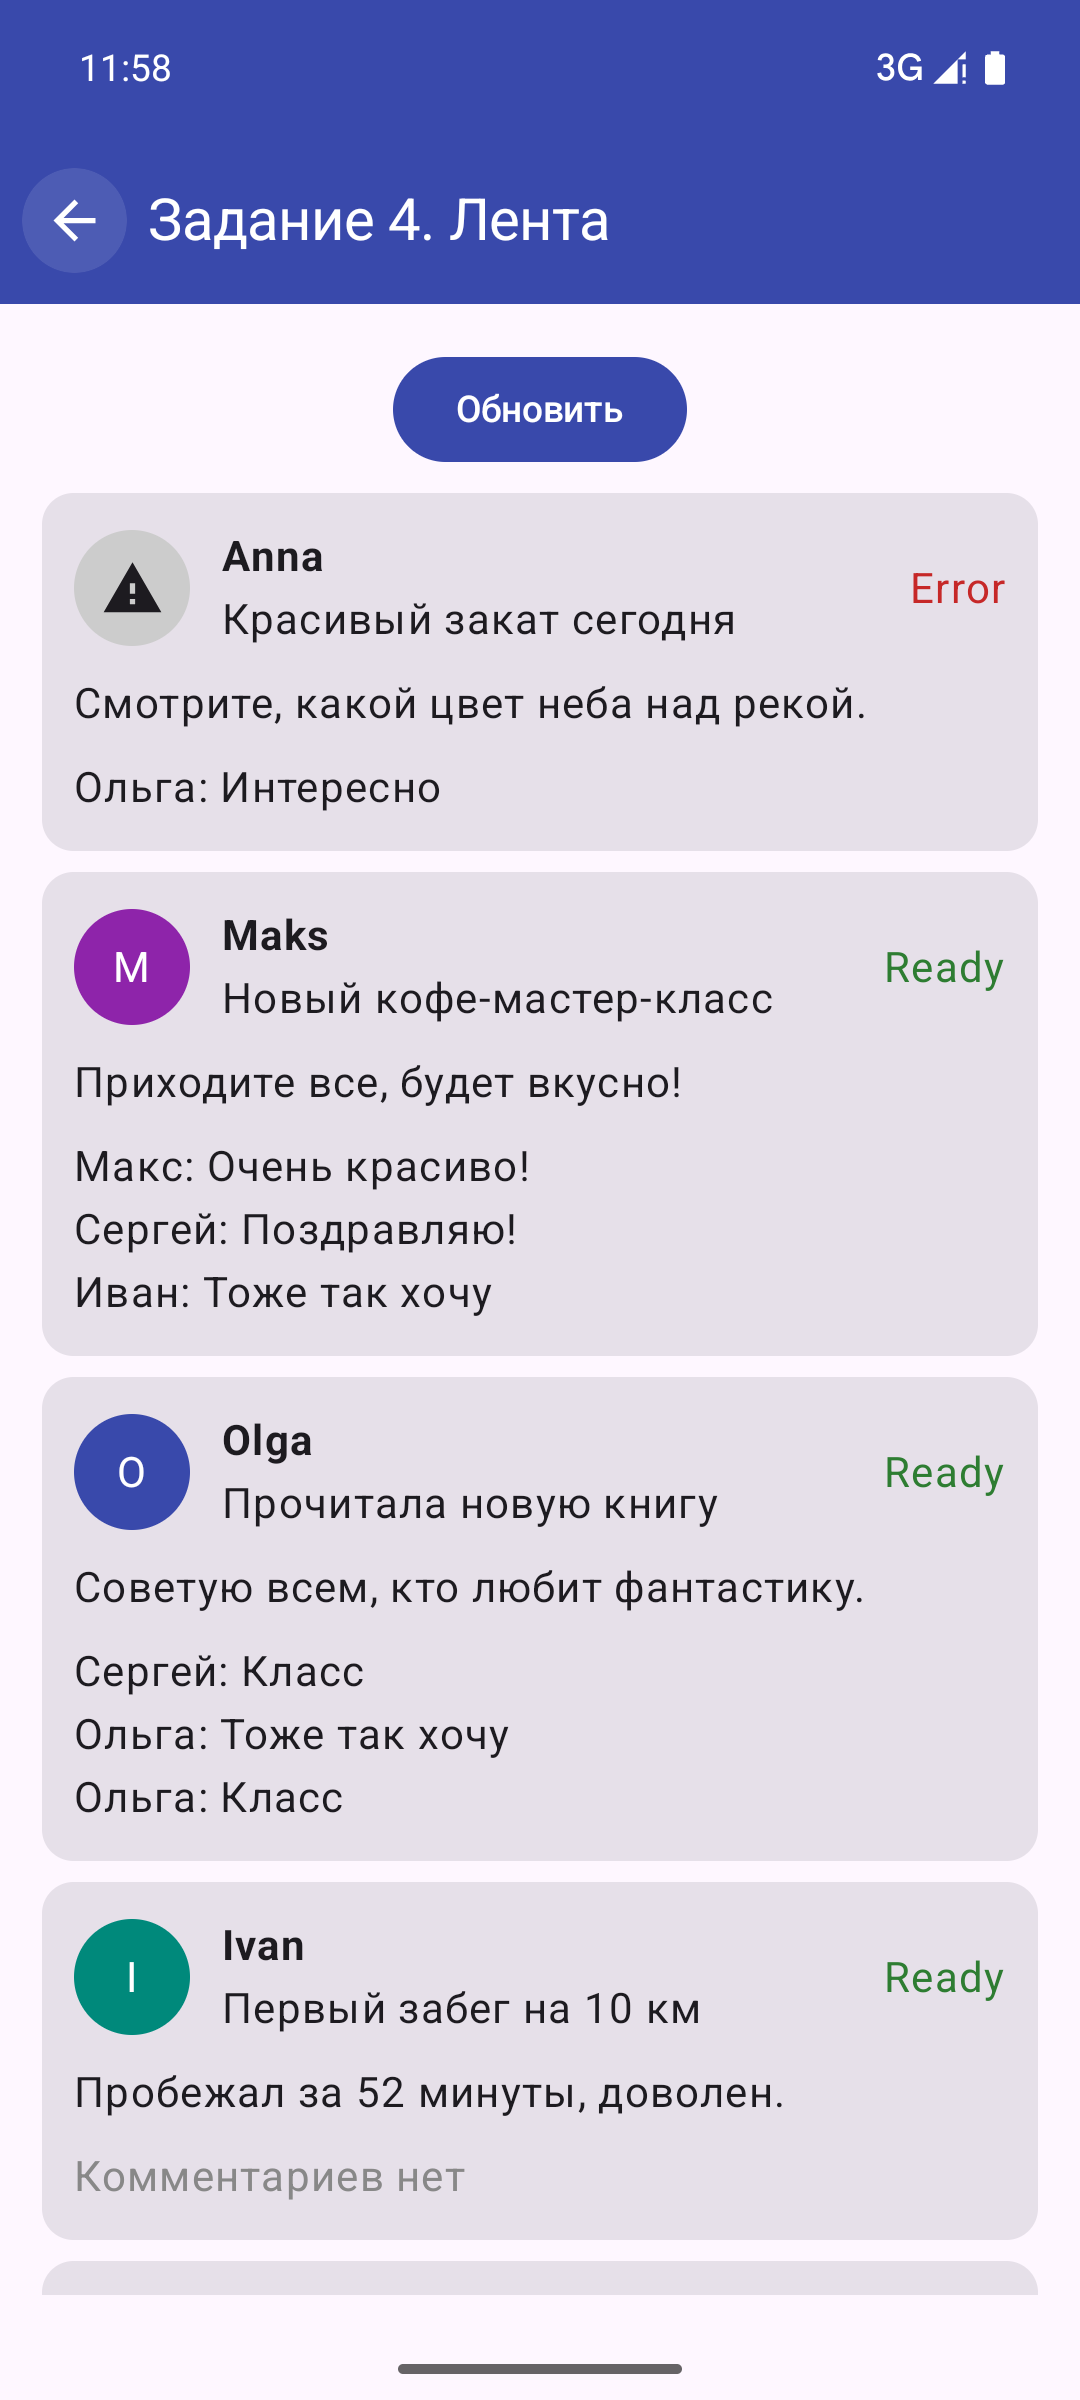 11:58
3G
Задание 4. Лента
Обновить
Anna
Красивый закат сегодня
Error
Смотрите, какой цвет неба над рекой.
Ольга: Интересно
M
Maks
Новый кофе-мастер-класс
Ready
Приходите все, будет вкусно!
Макс: Очень красиво!
Сергей: Поздравляю!
Иван: Тоже так хочу
O
Olga
Прочитала новую книгу
Ready
Советую всем, кто любит фантастику.
Сергей: Класс
Ольга: Тоже так хочу
Ольга: Класс
I
Ivan
Первый забег на 10 км
Ready
Пробежал за 52 минуты, доволен.
Комментариев нет